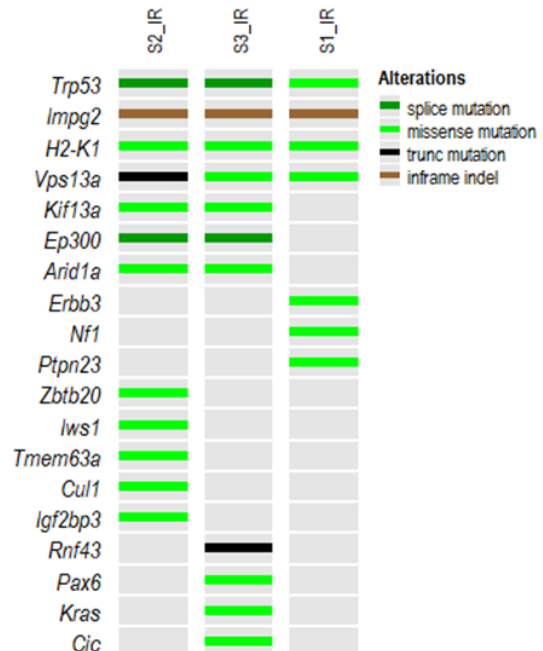 S2_IR S3_IR S1_IR
Alterations
splice mutation
missense mutation
trunc mutation
inframe indel
Trp53
Impg2
H2-K1
Vps13a
Kif13a
Ep300
Arid1a
Erbb3
Nf1
Ptpn23
Zbtb20
Iws1
Tmem63a
Cul1
Igf2bp3
Rnf43
Pax6
Kras
Cic